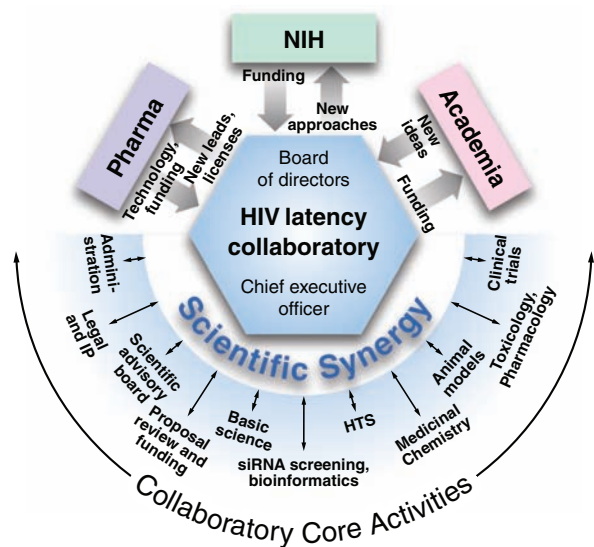 NIH
Funding
New
approaches
Pharma
Technology,
funding
New leads,
licenses
Academia
New
ideas
Funding
Board
of directors
HIV latency
collaboratory
Chief executive
officer
Scientific Synergy
Admini-
stration
Legal
and IP
Scientific
advisory
board
Proposal
review and
funding
Basic
science
siRNA screening,
bioinformatics
HTS
Medicinal
Chemistry
Animal
models
Toxicology,
Pharmacology
Clinical
trials
Collaboratory Core Activities